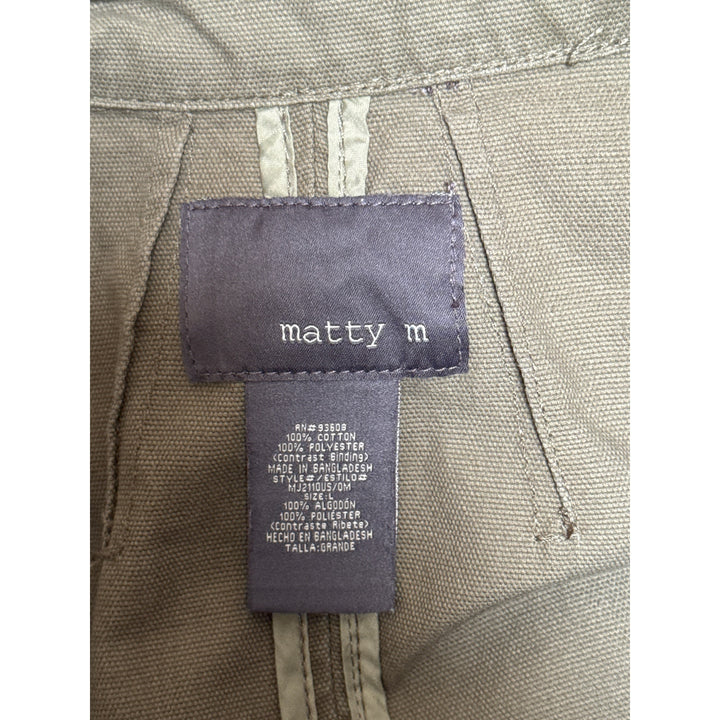 matty m
RN#93608
100% COTTON
100% POLYESTER
(Contrast Binding)
MADE IN BANGLADESH
STYLE#/ESTILO#
MJ2110US/OM
SIZE:L
100% ALGODÓN
100% POLIÉSTER
(Contraste Ribete)
HECHO EN BANGLADESH
TALLA:GRANDE